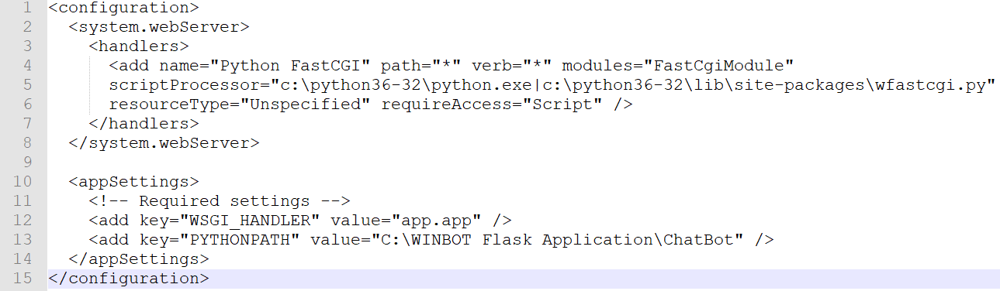 1 <configuration>
2   <system.webServer>
3     <handlers>
4       <add name="Python FastCGI" path="*" verb="*" modules="FastCgiModule"
5       scriptProcessor="c:\python36-32\python.exe|c:\python36-32\lib\site-packages\wfastcgi.py"
6       resourceType="Unspecified" requireAccess="Script" />
7     </handlers>
8   </system.webServer>
9
10   <appSettings>
11     <!-- Required settings -->
12     <add key="WSGI_HANDLER" value="app.app" />
13     <add key="PYTHONPATH" value="C:\WINBOT Flask Application\ChatBot" />
14   </appSettings>
15 </configuration>